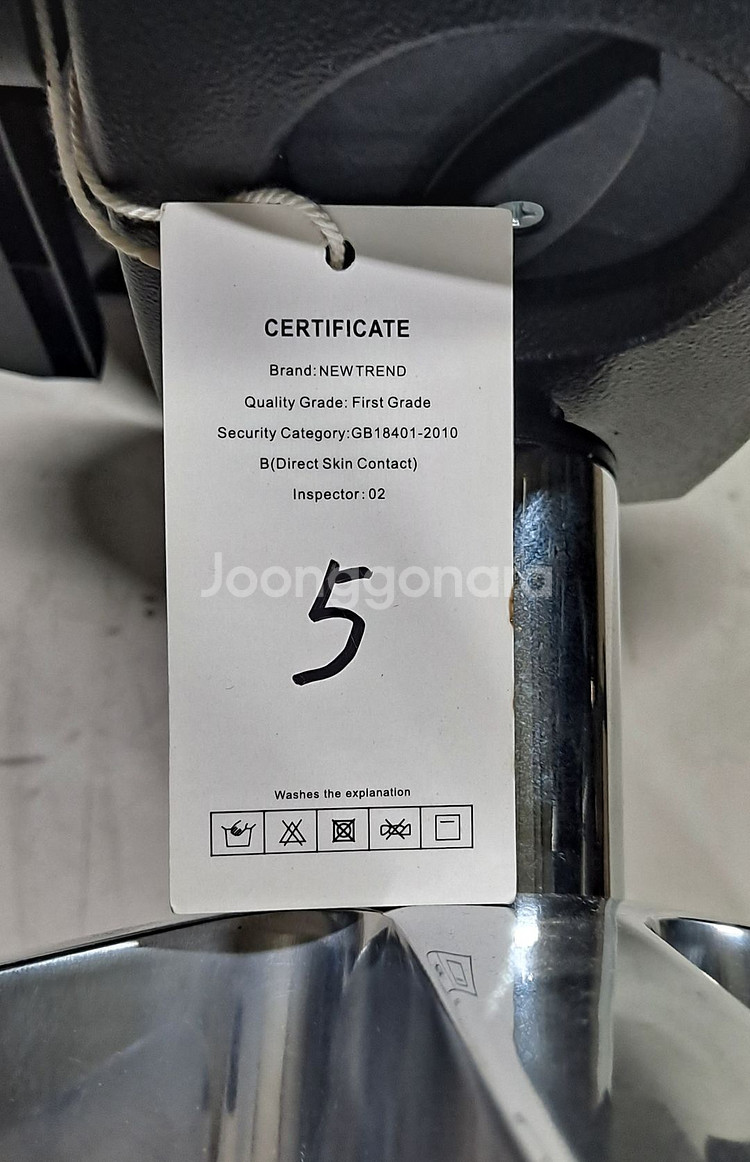 CERTIFICATE
Brand:NEWTREND
Quality Grade: First Grade
Security Category:GB18401-2010
B(Direct Skin Contact)
Inspector:02
Joonggonara
5
Washes the explanation